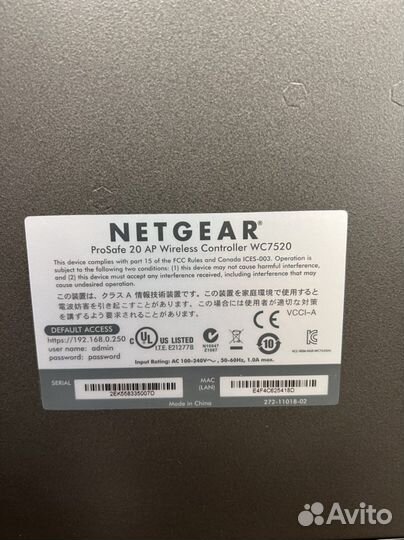 NETGEAR®
ProSafe 20 AP Wireless Controller WC7520
This device complies with part 15 of the FCC Rules and Canada ICES-003. Operation is
subject to the following two conditions: (1) this device may not cause harmful interference,
and (2) this device must accept any interference received, including interference that may
cause undesired operation.
この装置は、クラス A 情報技術装置です。この装置を家庭環境で使用すると
電波妨害を引き起こすことがあります。この場合には使用者が適切な対策
を講ずるよう要求されることがあります。
VCCI-A
DEFAULT ACCESS
https://192.168.0.250
user name: admin
password: password
C UL US LISTED
I.T.E. E212778
N10947
CE
10
Input Rating: AC 100-240V~, 50-60Hz, 1.0A max.
SERIAL
2EK558335007D
MAC
(LAN)
E4F4C625418D
Made in China
272-11018-02
Avito